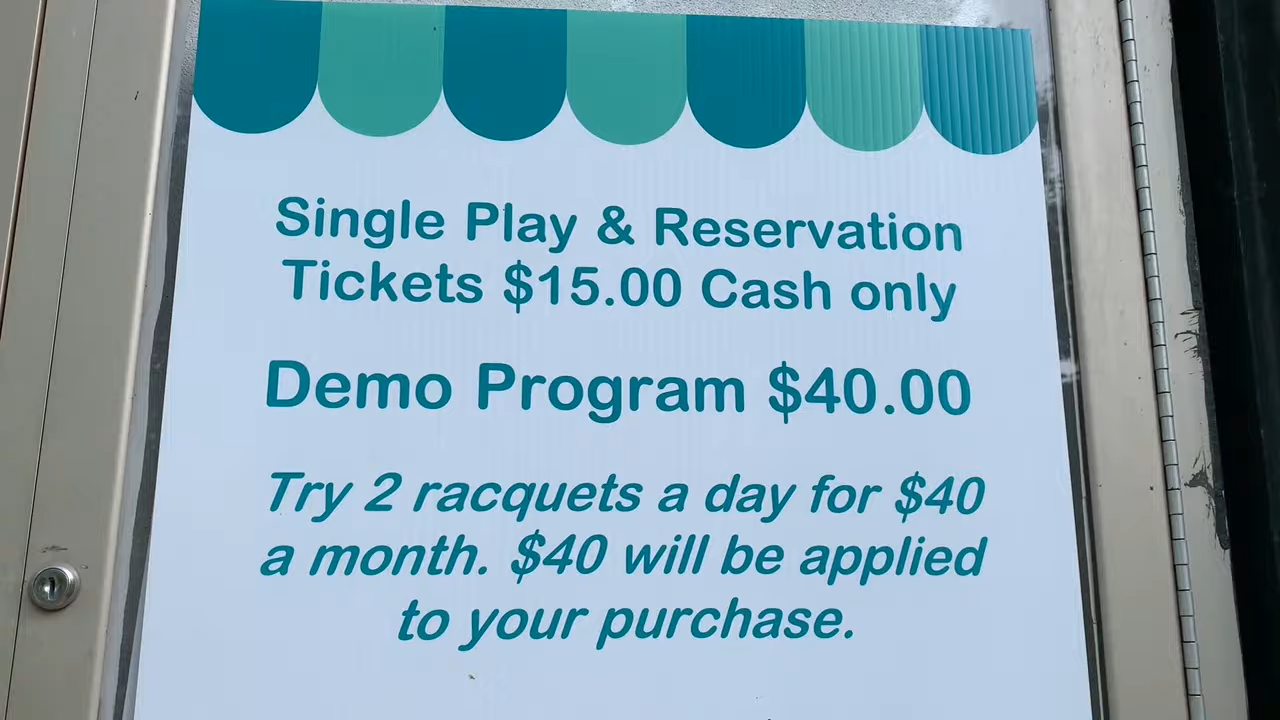 Single Play & Reservation
Tickets $15.00 Cash only
Demo Program $40.00
Try 2 racquets a day for $40
a month. $40 will be applied
to your purchase.